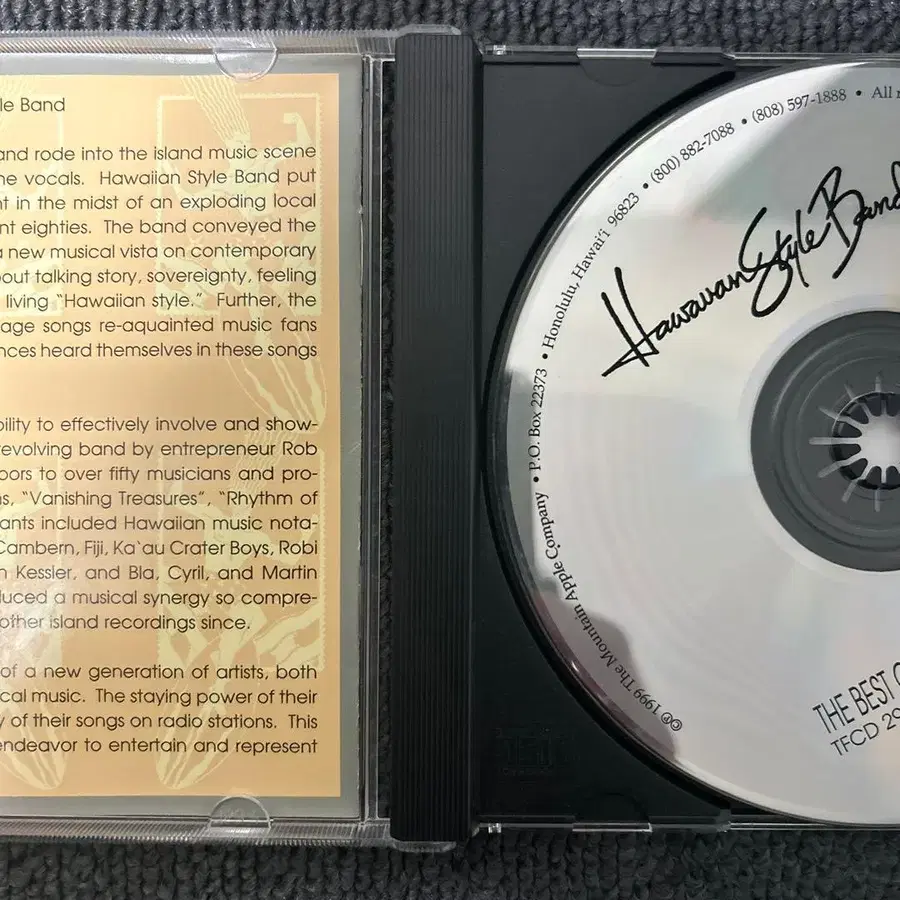 le Band
and rode into the island music scene
ne vocals. Hawaiian Style Band put
nt in the midst of an exploding local
nt eighties. The band conveyed the
a new musical vista on contemporary
out talking story, sovereignty, feeling
living “Hawaiian style.” Further, the
age songs re-aquainted music fans
nces heard themselves in these songs
bility to effectively involve and show-
revolving band by entrepreneur Rob
oors to over fifty musicians and pro-
ns, “Vanishing Treasures”, “Rhythm of
ants included Hawaiian music nota-
Cambern, Fiji, Ka`au Crater Boys, Robi
n Kessler, and Bla, Cyril, and Martin
duced a musical synergy so compre-
other island recordings since.
of a new generation of artists, both
cal music. The staying power of their
y of their songs on radio stations. This
endeavor to entertain and represent
©℗ 1999 The Mountain Apple Company • P.O. Box 22373 • Honolulu, Hawai'i 96823 • (800) 882-7088 • (808) 597-1888 • All
Hawaiian Style Band
THE BEST
TFCD 29